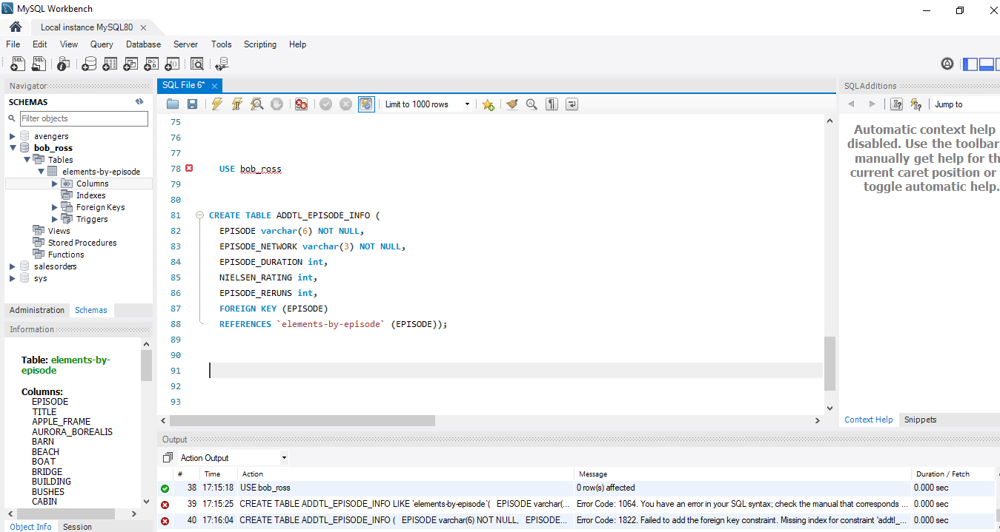 MySQL Workbench
Local instance MySQL80
File Edit View Query Database Server Tools Scripting Help
Navigator
SCHEMAS
Filter objects
avengers
bob_ross
Tables
elements-by-episode
Columns
Indexes
Foreign Keys
Triggers
Views
Stored Procedures
Functions
salesorders
sys
Administration Schemas
Information
Table: elements-by-
episode
Columns:
EPISODE
TITLE
APPLE_FRAME
AURORA_BOREALIS
BARN
BEACH
BOAT
BRIDGE
BUILDING
BUSHES
CABIN
Object Info Session
SQL File 6*
Limit to 1000 rows
75
76
77
78 USE bob_ross
79
80
81 CREATE TABLE ADDTL_EPISODE_INFO (
82 EPISODE varchar(6) NOT NULL,
83 EPISODE_NETWORK varchar(3) NOT NULL,
84 EPISODE_DURATION int,
85 NIELSEN_RATING int,
86 EPISODE_RERUNS int,
87 FOREIGN KEY (EPISODE)
88 REFERENCES `elements-by-episode` (EPISODE));
89
90
91
92
93
SQLAdditions
Jump to
Automatic context help
disabled. Use the toolbar
manually get help for th
current caret position or
toggle automatic help.
Context Help Snippets
Output
Action Output
# Time Action Message Duration / Fetch
38 17:15:18 USE bob_ross 0 row(s) affected 0.000 sec
39 17:15:25 CREATE TABLE ADDTL_EPISODE_INFO LIKE `elements-by-episode`( EPISODE varchar(... Error Code: 1064. You have an error in your SQL syntax; check the manual that corresponds ... 0.000 sec
40 17:16:04 CREATE TABLE ADDTL_EPISODE_INFO ( EPISODE varchar(6) NOT NULL, EPISODE... Error Code: 1822. Failed to add the foreign key constraint. Missing index for constraint 'addtl_... 0.000 sec